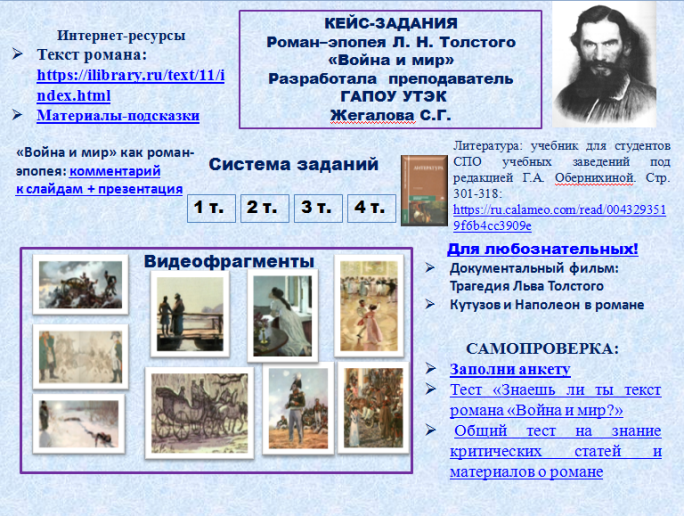 КЕЙС-ЗАДАНИЯ
Роман–эпопея Л. Н. Толстого
«Война и мир»
Разработала преподаватель
ГАПОУ УТЭК
Жегалова С.Г.
Интернет-ресурсы
Текст романа:
https://ilibrary.ru/text/11/i
ndex.html
Материалы-подсказки
«Война и мир» как роман-
эпопея: комментарий
к слайдам + презентация
Система заданий
1 т. 2 т. 3 т. 4 т.
ЛИТЕРАТУРА
Литература: учебник для студентов
СПО учебных заведений под
редакцией Г.А. Обернихиной. Стр.
301-318:
https://ru.calameo.com/read/004329351
9f6b4cc3909e
Видеофрагменты
Для любознательных!
Документальный фильм:
Трагедия Льва Толстого
Кутузов и Наполеон в романе
САМОПРОВЕРКА:
Заполни анкету
Тест «Знаешь ли ты текст
романа «Война и мир?»
Общий тест на знание
критических статей и
материалов о романе